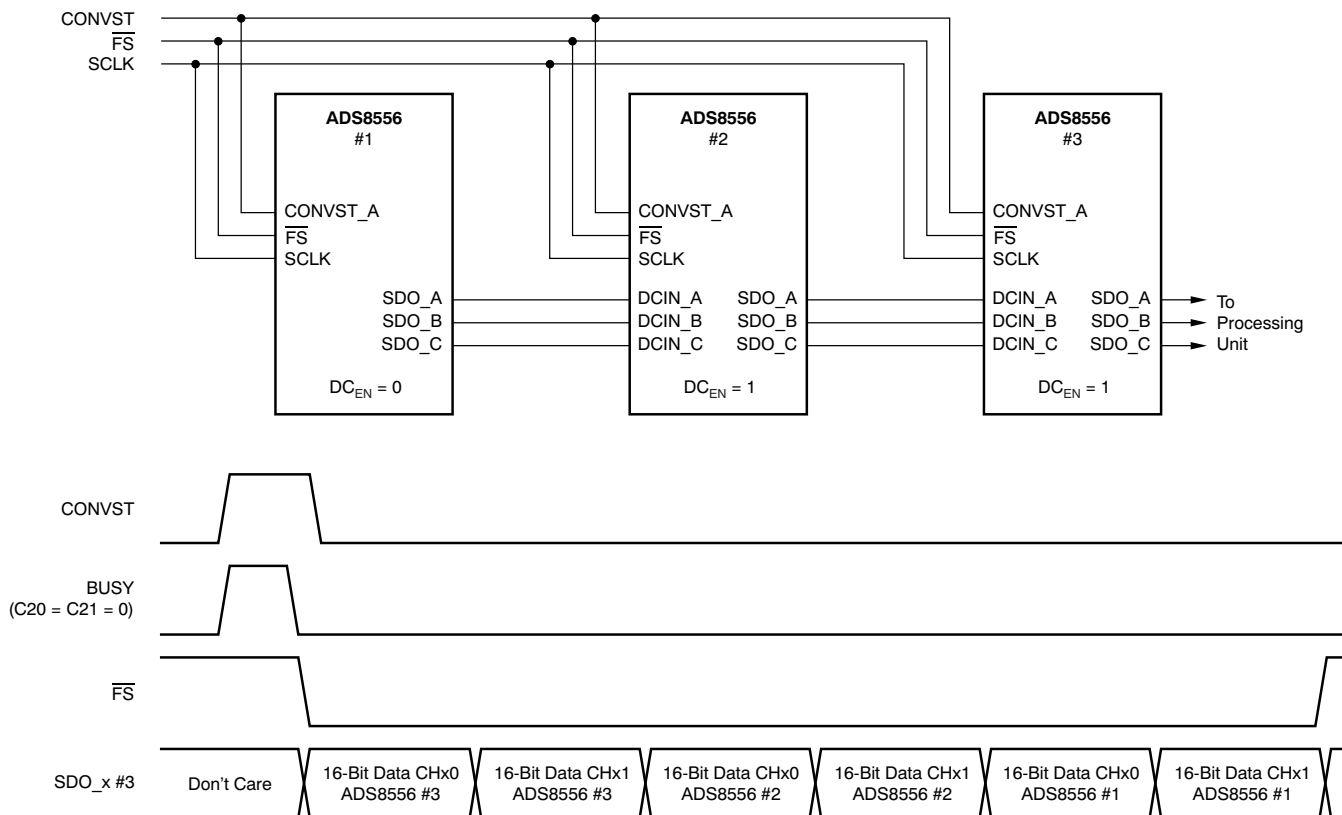 CONVST
FS
SCLK
ADS8556
#1
ADS8556
#2
ADS8556
#3
CONVST_A
FS
SCLK
CONVST_A
FS
SCLK
CONVST_A
FS
SCLK
SDO_A
SDO_B
SDO_C
DCIN_A SDO_A
DCIN_B SDO_B
DCIN_C SDO_C
DCIN_A SDO_A
DCIN_B SDO_B
DCIN_C SDO_C
To
Processing
Unit
DCEN = 0
DCEN = 1
DCEN = 1
CONVST
BUSY
(C20 = C21 = 0)
FS
SDO_x #3
Don't Care
16-Bit Data CHx0
ADS8556 #3
16-Bit Data CHx1
ADS8556 #3
16-Bit Data CHx0
ADS8556 #2
16-Bit Data CHx1
ADS8556 #2
16-Bit Data CHx0
ADS8556 #1
16-Bit Data CHx1
ADS8556 #1